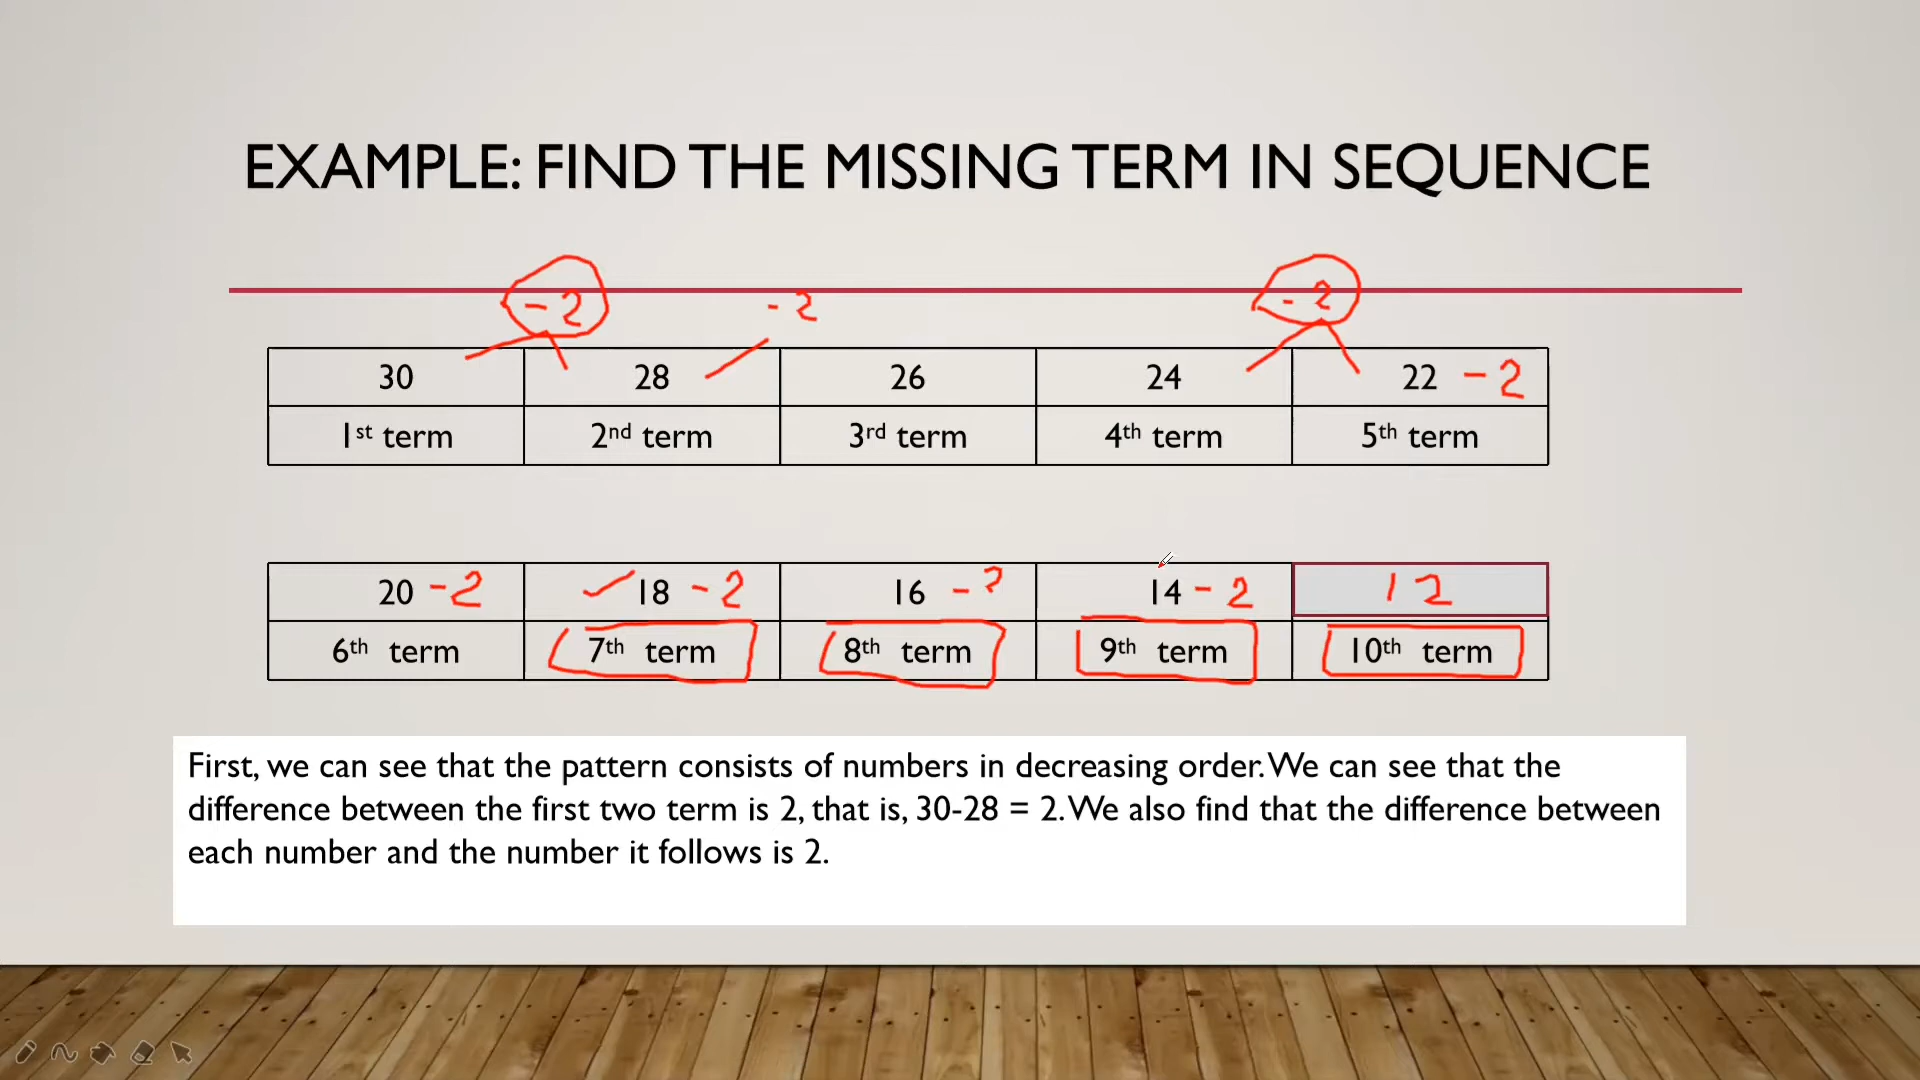 EXAMPLE: FIND THE MISSING TERM IN SEQUENCE
-2 -2 -2
30 28 26 24 22 -2
1st term 2nd term 3rd term 4th term 5th term
20 -2 18 -2 16 - 14 -2 12
6th term 7th term 8th term 9th term 10th term
First, we can see that the pattern consists of numbers in decreasing order. We can see that the
difference between the first two term is 2, that is, 30-28 = 2. We also find that the difference between
each number and the number it follows is 2.